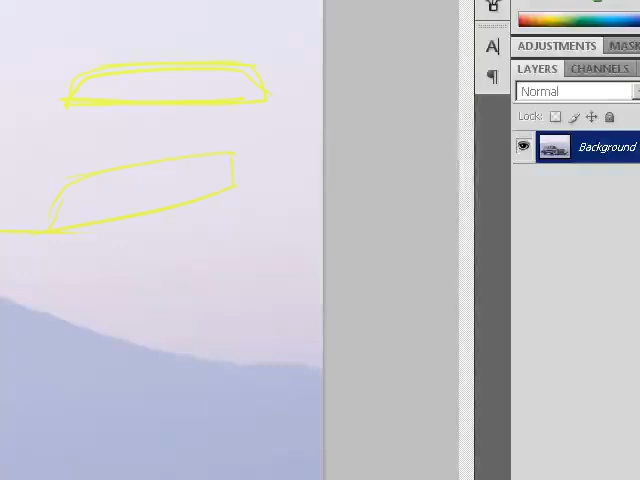 A|
ADJUSTMENTS MASK
LAYERS CHANNELS
Normal
Lock:
Background